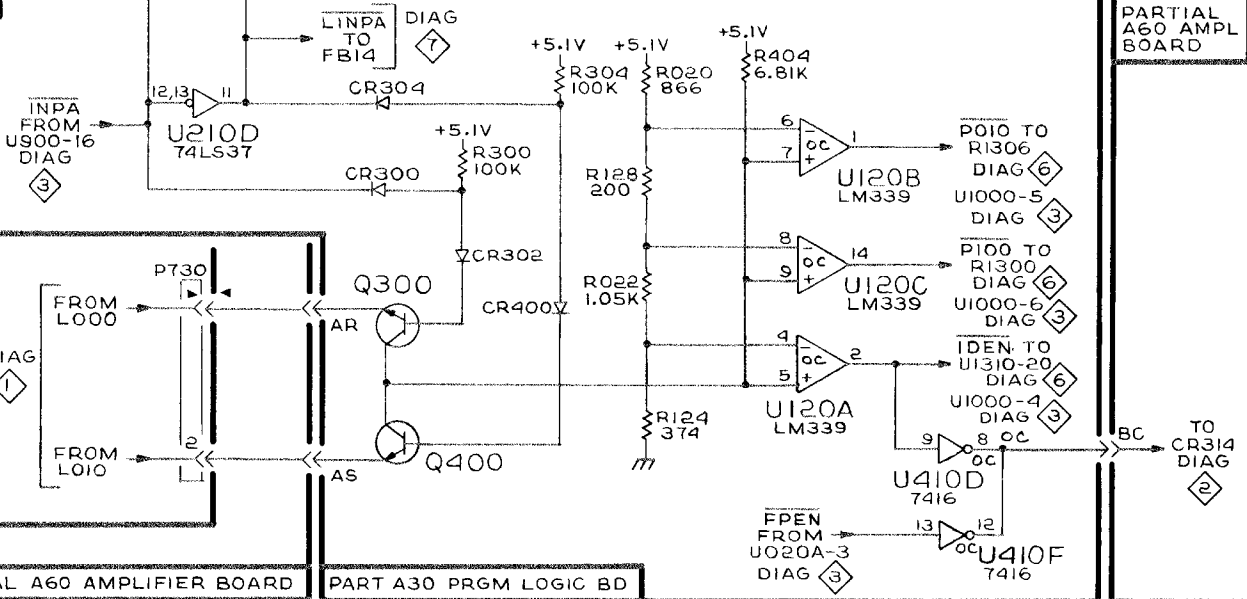 LINPA
TO
FB14
DIAG
7
+5.1V
+5.1V
+5.1V
R304
100K
R020
866
R404
6.81K
PARTIAL
A60 AMPL
BOARD
12,13
11
U210D
74LS37
CR304
INPA
FROM
U900-16
DIAG
3
+5.1V
R300
100K
CR300
R128
200
6
7
OC
1
U120B
LM339
P010 TO
R1306
DIAG 6
U1000-5
DIAG 3
CR302
CR400
R022
1.05K
8
9
OC
14
U120C
LM339
P100 TO
R1300
DIAG 6
U1000-6
DIAG 3
P730
Q300
FROM
L000
AR
IAG
1
4
5
OC
2
U120A
LM339
IDEN TO
U1310-20
DIAG 6
U1000-4
DIAG 3
R124
374
2
FROM
L010
AS
Q400
9
8
OC
OC
U410D
7416
BC
TO
CR314
DIAG
2
FPEN
FROM
U020A-3
DIAG 3
13
12
OC
U410F
7416
AL A60 AMPLIFIER BOARD
PART A30 PRGM LOGIC BD